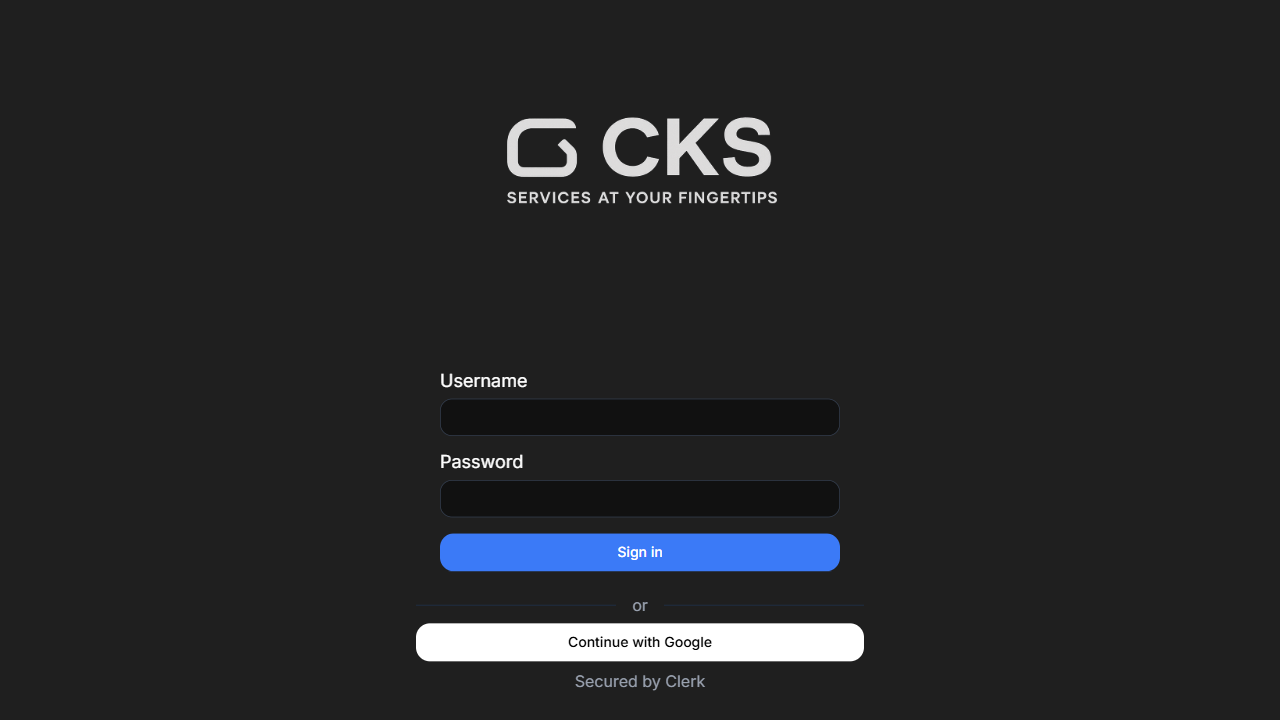 CKS
SERVICES AT YOUR FINGERTIPS
Username
Password
Sign in
or
Continue with Google
Secured by Clerk